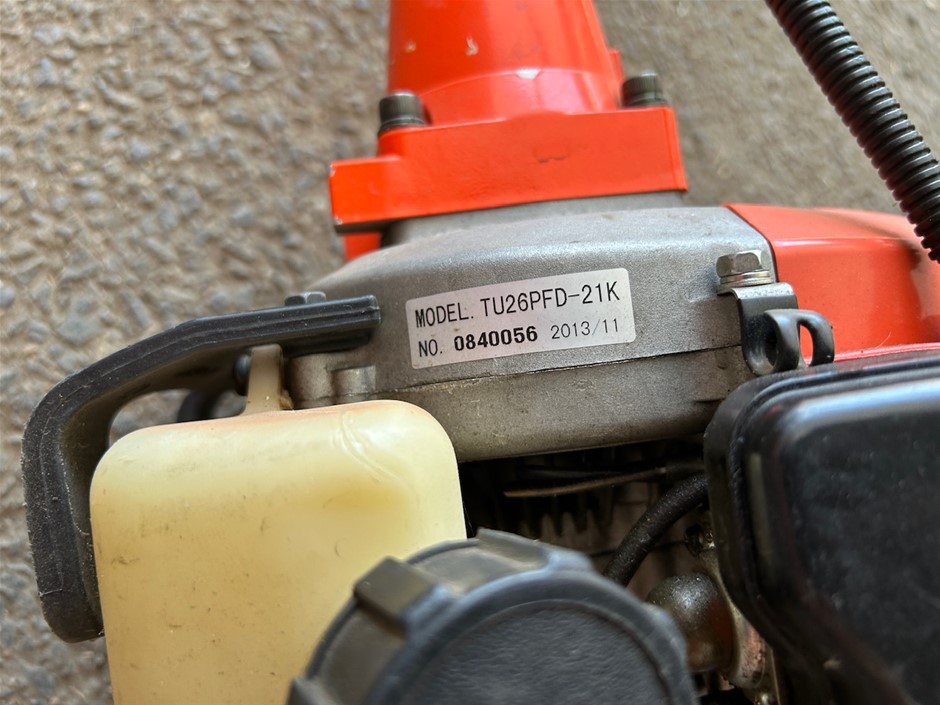 MODEL. TU26PFD-21K
NO. 0840056 2013/11